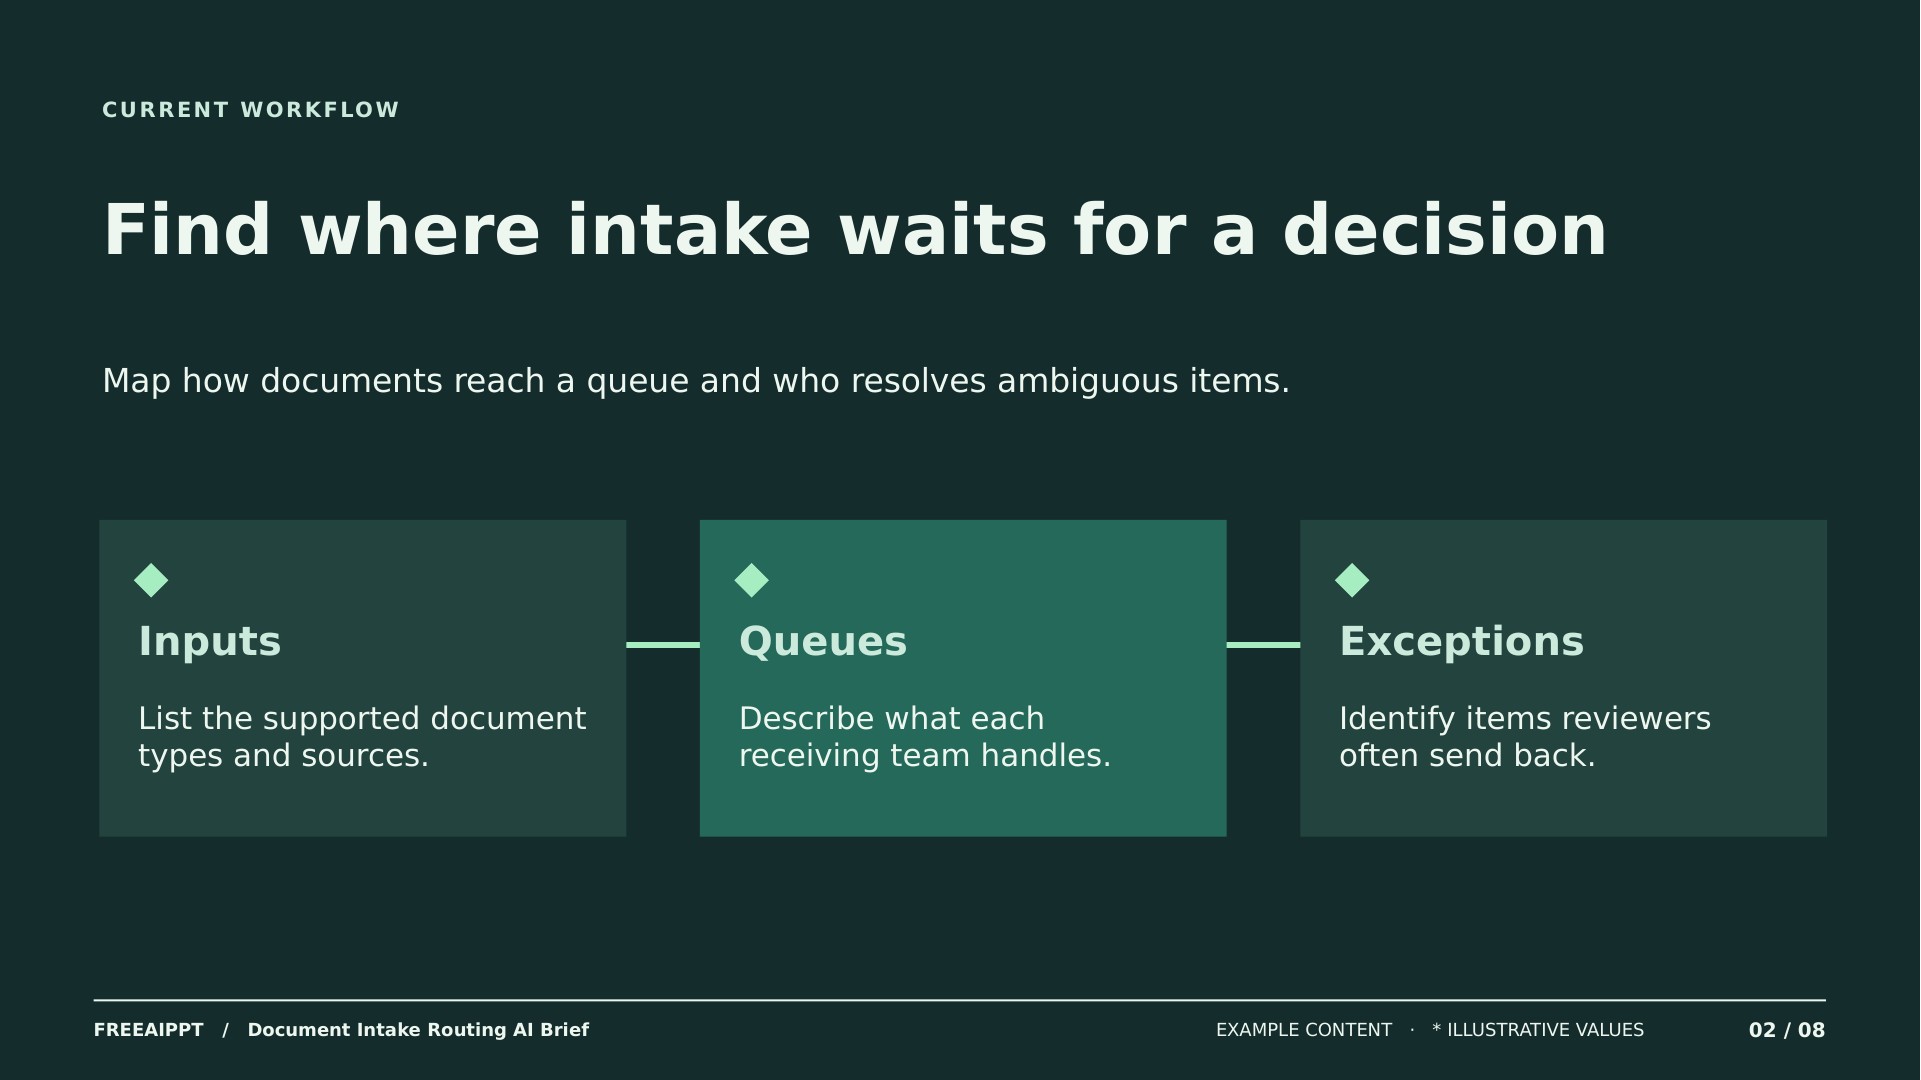 CURRENT WORKFLOW
Find where intake waits for a decision
Map how documents reach a queue and who resolves ambiguous items.
Inputs
List the supported document
types and sources.
Queues
Describe what each
receiving team handles.
Exceptions
Identify items reviewers
often send back.
FREEAIPPT / Document Intake Routing AI Brief
EXAMPLE CONTENT · * ILLUSTRATIVE VALUES
02 / 08